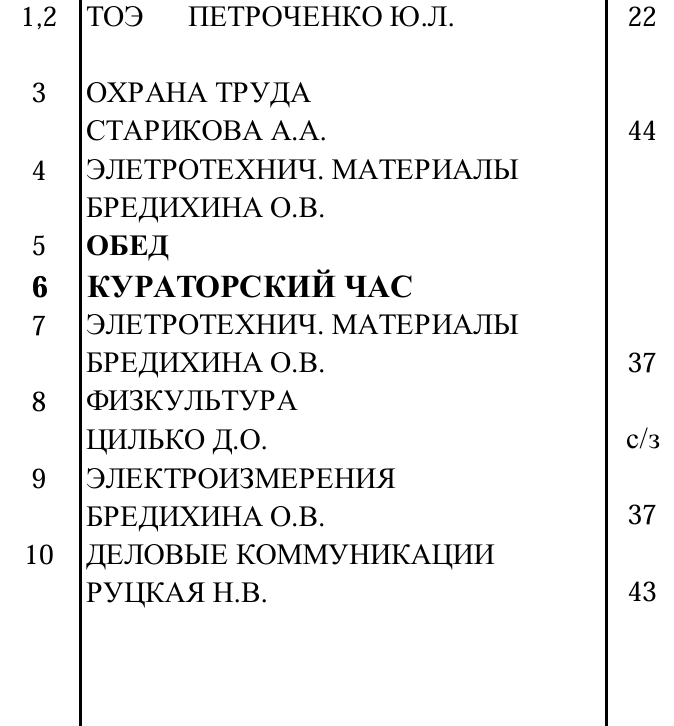 1,2 ТОЭ ПЕТРОЧЕНКО Ю.Л. 22
3 ОХРАНА ТРУДА
СТАРИКОВА А.А. 44
4 ЭЛЕТРОТЕХНИЧ. МАТЕРИАЛЫ
БРЕДИХИНА О.В.
5 ОБЕД
6 КУРАТОРСКИЙ ЧАС
7 ЭЛЕТРОТЕХНИЧ. МАТЕРИАЛЫ
БРЕДИХИНА О.В. 37
8 ФИЗКУЛЬТУРА
ЦИЛЬКО Д.О. с/з
9 ЭЛЕКТРОИЗМЕРЕНИЯ
БРЕДИХИНА О.В. 37
10 ДЕЛОВЫЕ КОММУНИКАЦИИ
РУЦКАЯ Н.В. 43